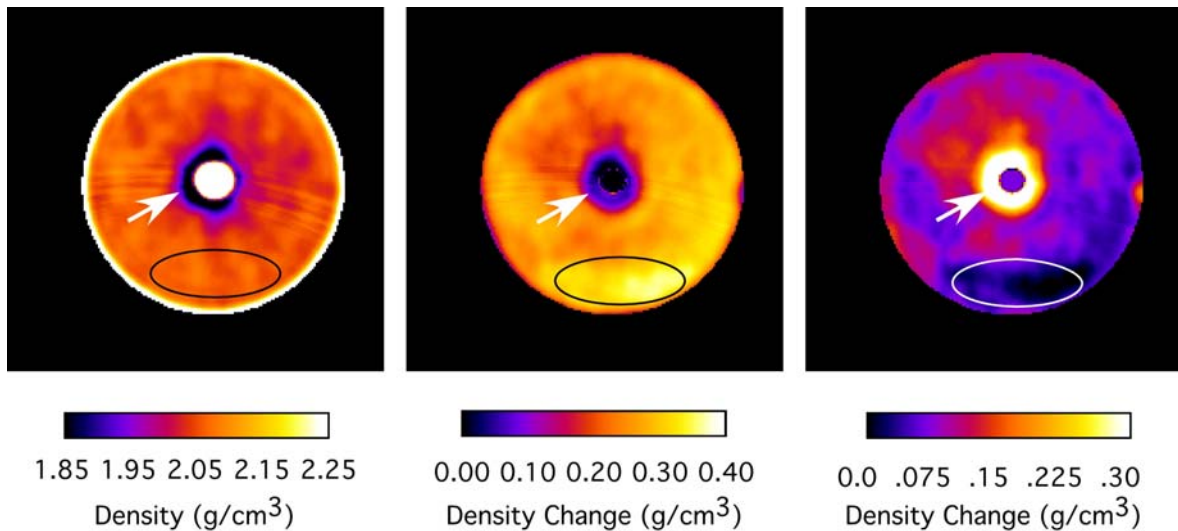 1.85 1.95 2.05 2.15 2.25
Density (g/cm³)
0.00 0.10 0.20 0.30 0.40
Density Change (g/cm³)
0.0 .075 .15 .225 .30
Density Change (g/cm³)